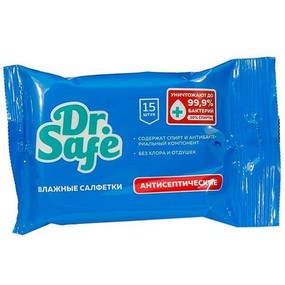 15
ШТУК
УНИЧТОЖАЮТ ДО
99,9%
БАКТЕРИЙ
Dr.
Safe
• СОДЕРЖАТ СПИРТ И АНТИБАКТЕ-
РИАЛЬНЫЙ КОМПОНЕНТ
• БЕЗ ХЛОРА И ОТДУШЕК
ВЛАЖНЫЕ САЛФЕТКИ
АНТИСЕПТИЧЕСКИЕ